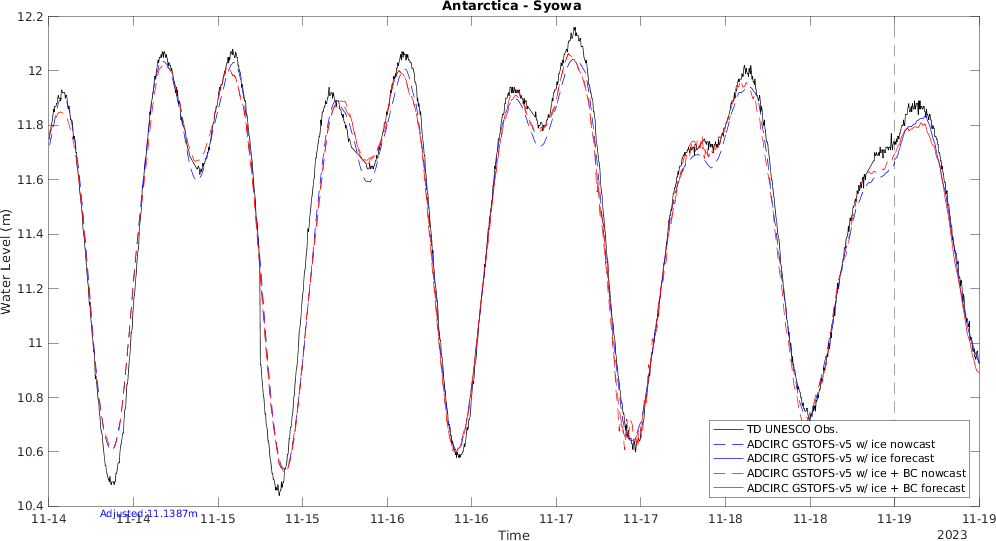 Antarctica - Syowa
12.2
12
11.8
11.6
11.4
11.2
11
10.8
10.6
10.4
Water Level (m)
TD UNESCO Obs.
ADCIRC GSTOFS-v5 w/ ice nowcast
ADCIRC GSTOFS-v5 w/ ice forecast
ADCIRC GSTOFS-v5 w/ ice + BC nowcast
ADCIRC GSTOFS-v5 w/ ice + BC forecast
Adjusted:11.1387m
11-14 11-14 11-15 11-15 11-16 11-16 11-17 11-17 11-18 11-18 11-19 11-19
Time
2023